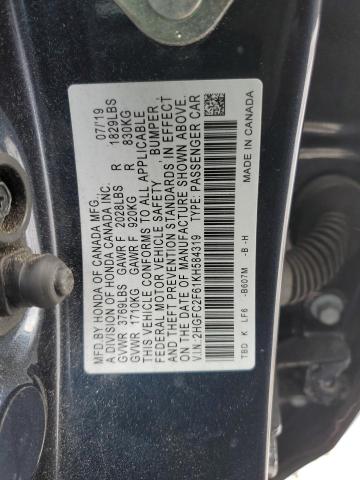 MFD.BY HONDA OF CANADA MFG. 07/19
A DIVISION OF HONDA CANADA INC.
GVWR 3769LBS GAWR F 2028LBS R 1829LBS
GVWR 1710KG GAWR F 920KG R 830KG
THIS VEHICLE CONFORMS TO ALL APPLICABLE
FEDERAL MOTOR VEHICLE SAFETY , BUMPER,
AND THEFT PREVENTION STANDARDS IN EFFECT
ON THE DATE OF MANUFACTURE SHOWN ABOVE.
V.I.N. 2HGFC2F61KH584319 TYPE PASSENGER CAR
TBD K LF6 -B607M -B -H
MADE IN CANADA